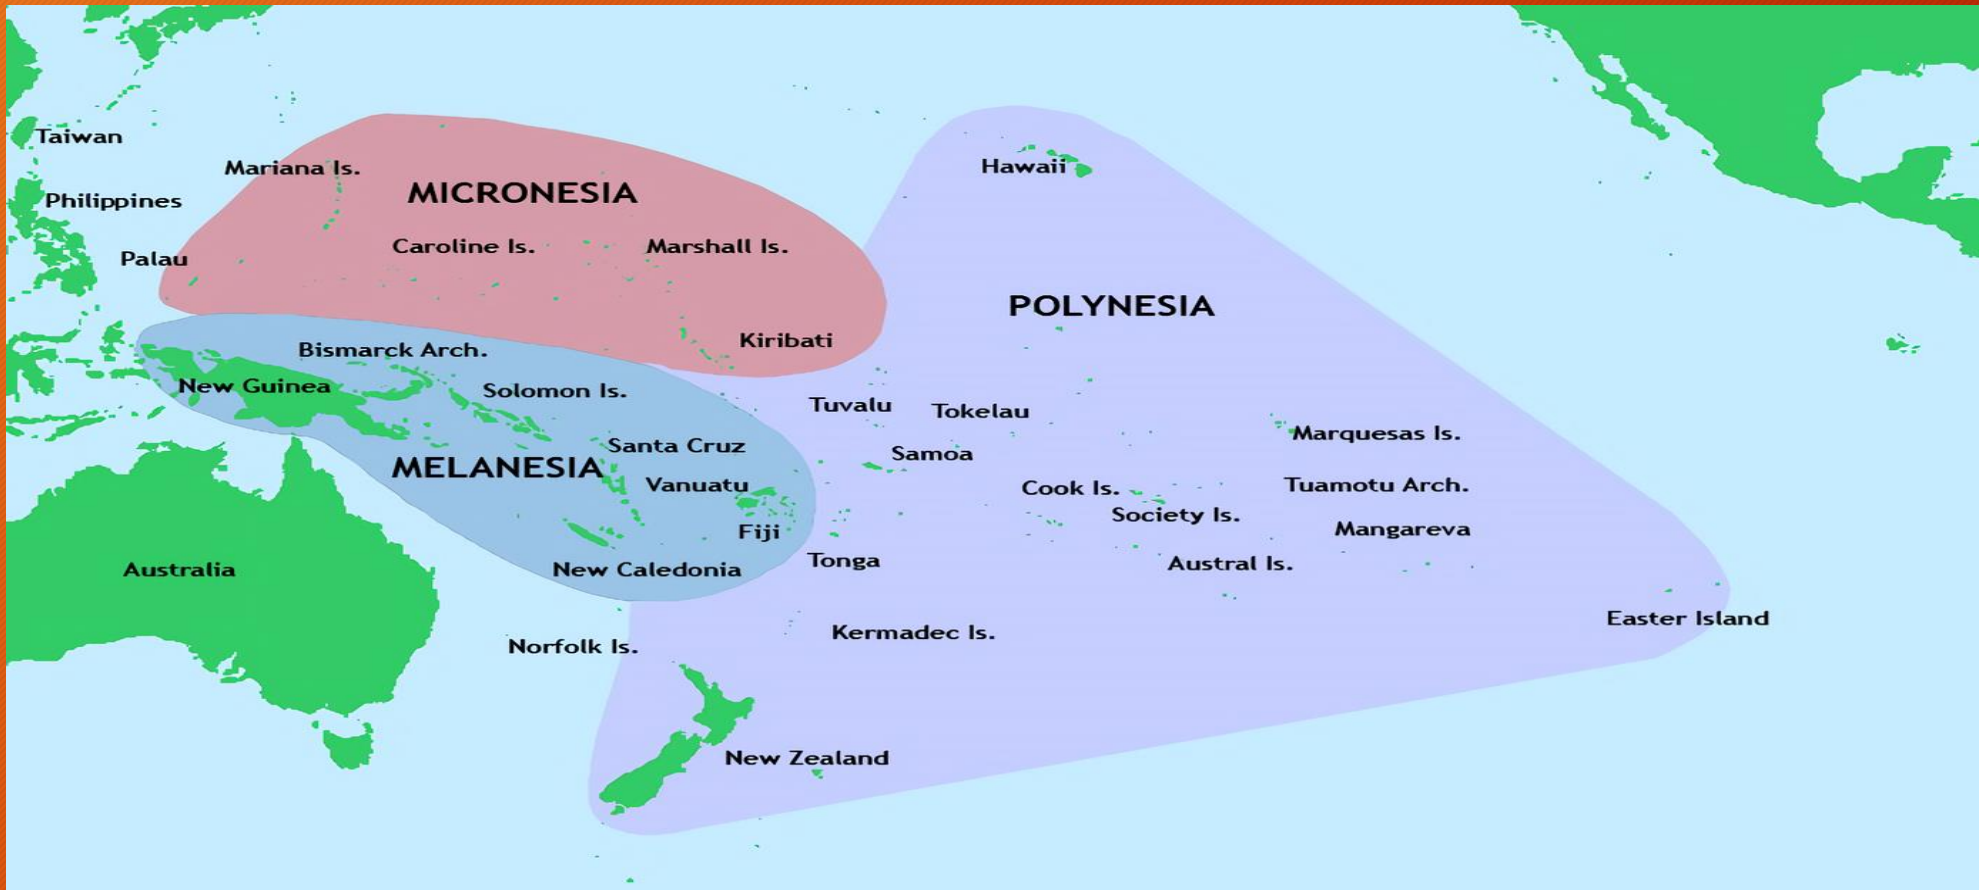 Taiwan
Mariana Is.
Hawaii
MICRONESIA
Philippines
Caroline Is.
Marshall Is.
Palau
POLYNESIA
Kiribati
Bismarck Arch.
New Guinea
Solomon Is.
Tuvalu
Tokelau
Marquesas Is.
Santa Cruz
Samoa
MELANESIA
Vanuatu
Cook Is.
Tuamotu Arch.
Society Is.
Fiji
Mangareva
Tonga
Austral Is.
Australia
New Caledonia
Easter Island
Kermadec Is.
Norfolk Is.
New Zealand